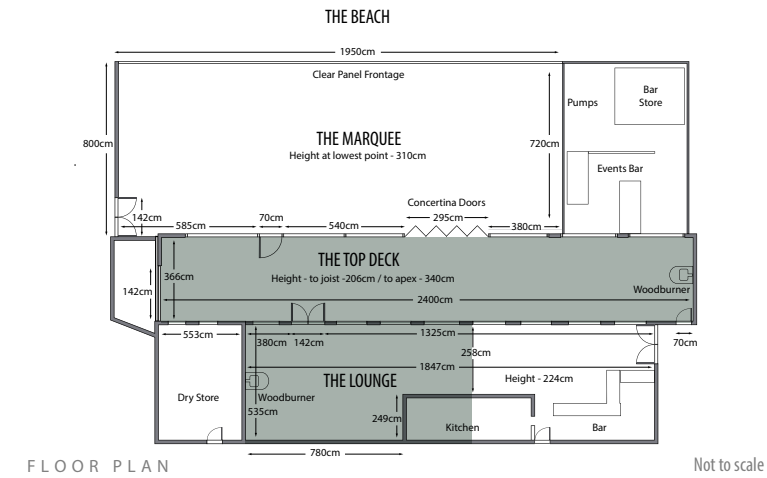 THE BEACH
1950cm
Clear Panel Frontage
Bar
Store
Pumps
THE MARQUEE
Height at lowest point - 310cm
800cm
720cm
Events Bar
Concertina Doors
142cm
585cm
70cm
540cm
295cm
380cm
THE TOP DECK
Height - to joist -206cm / to apex - 340cm
366cm
142cm
Woodburner
2400cm
553cm
380cm
142cm
1325cm
70cm
258cm
1847cm
THE LOUNGE
Height - 224cm
Dry Store
Woodburner
535cm
249cm
Kitchen
Bar
780cm
FLOOR PLAN
Not to scale